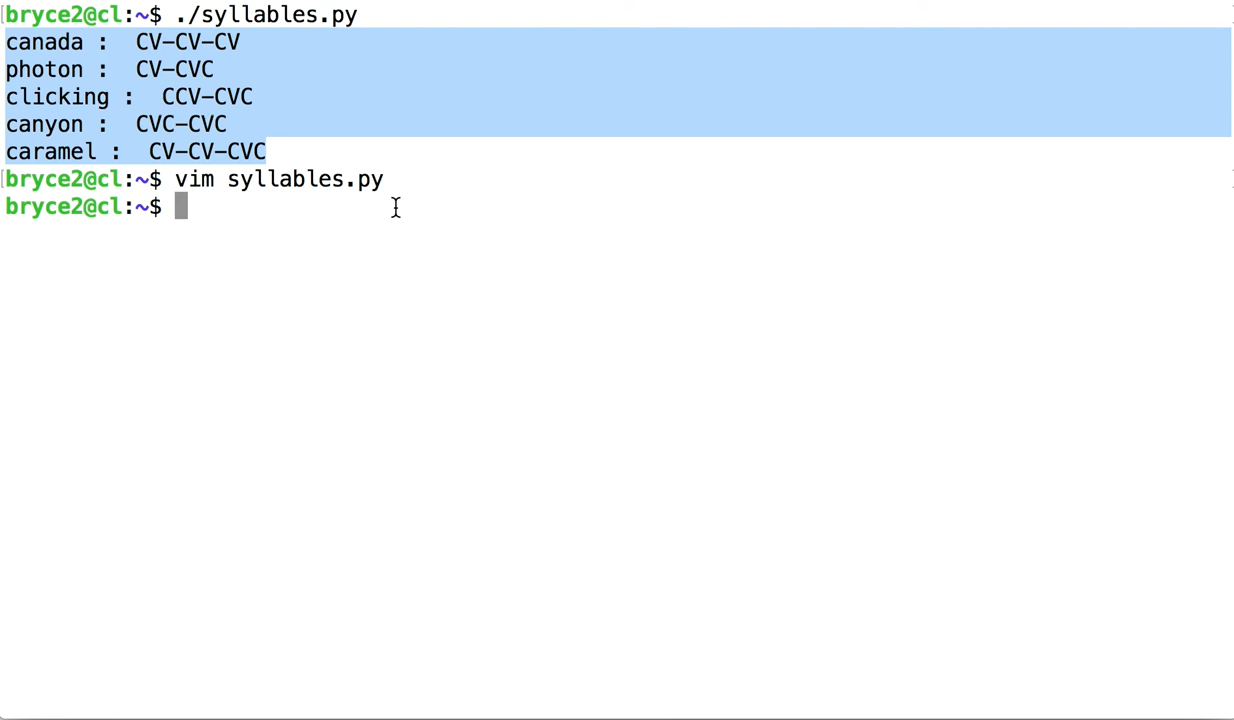 bryce2@cl:~$ ./syllables.py
canada :  CV-CV-CV
photon :  CV-CVC
clicking :  CCV-CVC
canyon :  CVC-CVC
caramel :  CV-CV-CVC
bryce2@cl:~$ vim syllables.py
bryce2@cl:~$